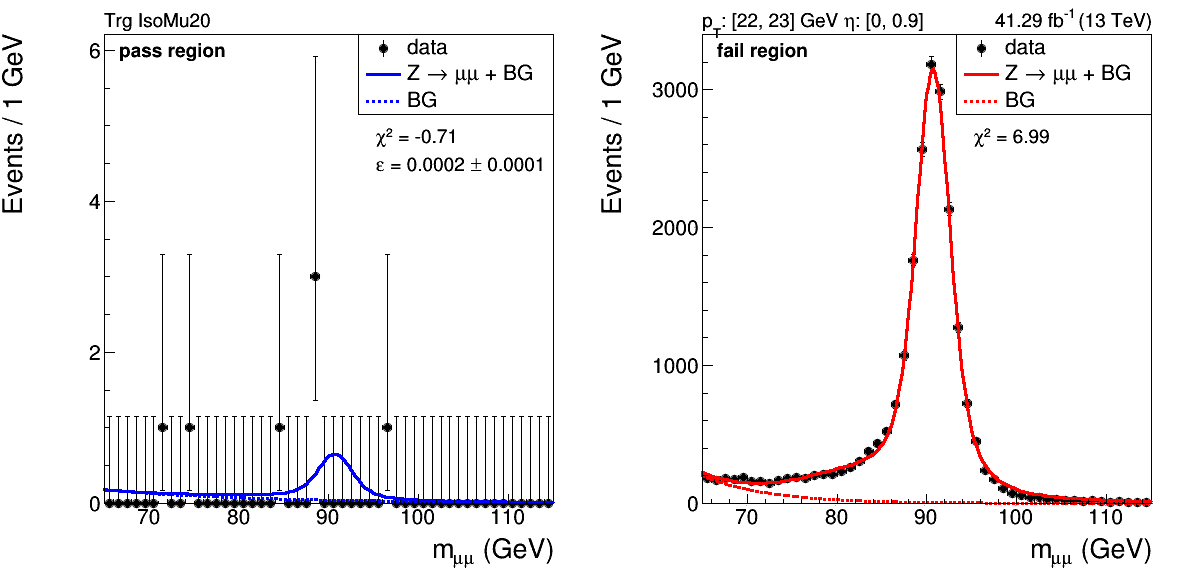 Trg IsoMu20
Events / 1 GeV
pass region
data
Z → μμ + BG
BG
χ² = -0.71
ε = 0.0002 ± 0.0001
6
4
2
0
70 80 90 100 110
m_μμ (GeV)
p_T: [22, 23] GeV η: [0, 0.9] 41.29 fb⁻¹ (13 TeV)
Events / 1 GeV
fail region
data
Z → μμ + BG
BG
χ² = 6.99
3000
2000
1000
0
70 80 90 100 110
m_μμ (GeV)